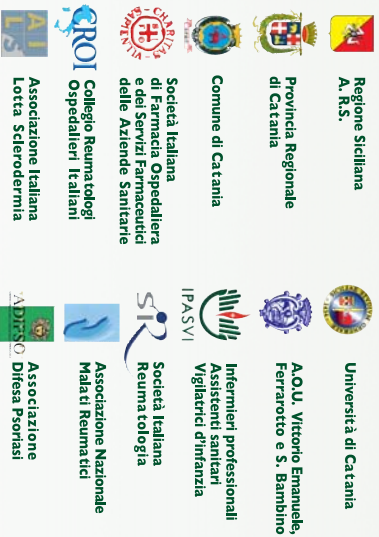 Regione Siciliana
A. R.S.
Provincia Regionale
di Catania
Comune di Catania
Società Italiana
di Farmacia Ospedaliera
e dei Servizi Farmaceutici
delle Aziende Sanitarie
CROI
Collegio Reumatologi
Ospedalieri Italiani
AI
LS
Associazione Italiana
Lotta Sclerodermia
Università di Catania
A.O.U. Vittorio Emanuele,
Ferrarotto e S. Bambino
IPASVI
Infermieri professionali
Assistenti sanitari
Vigilatrici d'infanzia
SIR
Società Italiana
Reumatologia
Associazione Nazionale
Malati Reumatici
ADIPSO
Associazione
Difesa Psoriasi